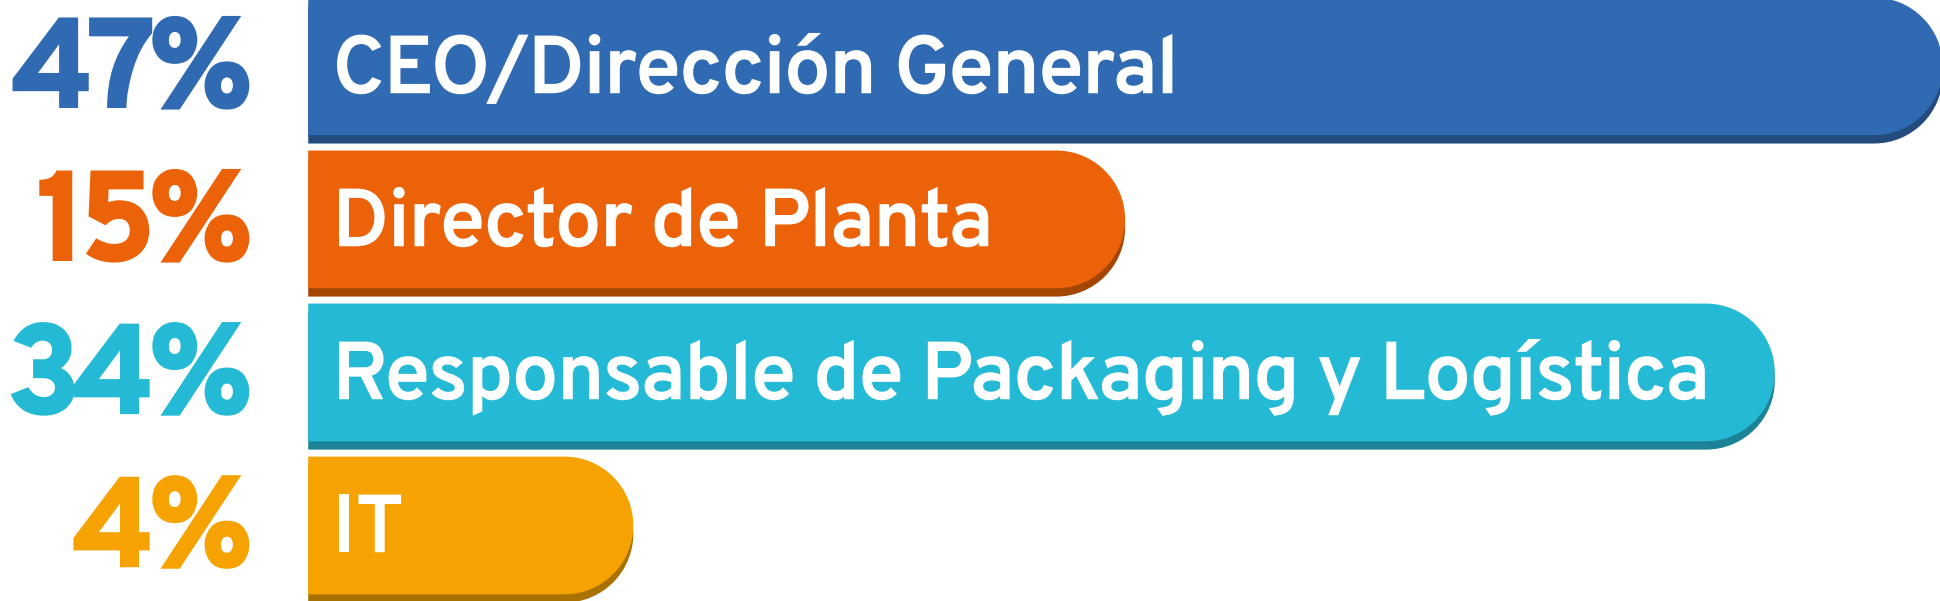 47% CEO/Dirección General
15% Director de Planta
34% Responsable de Packaging y Logística
4% IT